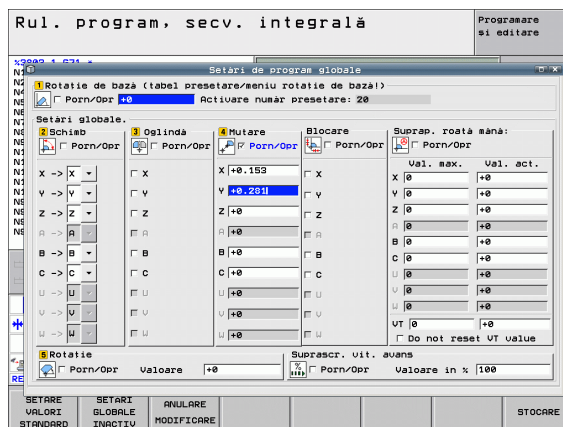 Rul. program, secv. integrală
Programare
și editare
%3803_1 G71 *
Setări de program globale
1 Rotație de bază (tabel presetare/meniu rotație de bază!)
Porn/Opr +0 Activare număr presetare: 20
Setări globale.
2 Schimb 3 Oglindă 4 Mutare Blocare Suprap. roată mână:
Porn/Opr Porn/Opr Porn/Opr Porn/Opr Porn/Opr
Val. max. Val. act.
X -> X X X +0.153 X X 0 +0
Y -> Y Y Y +0.281 Y Y 0 +0
Z -> Z Z Z +0 Z Z 0 +0
A -> A A A +0 A A 0 +0
B -> B B B +0 B B 0 +0
C -> C C C +0 C C 0 +0
U -> U U U +0 U U 0 +0
V -> V V V +0 V V 0 +0
W -> W W W +0 W W 0 +0
VT 0 +0
Do not reset VT value
5 Rotație Suprascr. vit. avans
Porn/Opr Valoare +0 % Porn/Opr Valoare in % 100
SETARE
VALORI
STANDARD
SETARI
GLOBALE
INACTIV
ANULARE
MODIFICARE
STOCARE